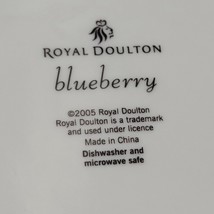 ROYAL DOULTON
blueberry
©2005 Royal Doulton
Royal Doulton is a trademark
and used under licence
Made in China
Dishwasher and
microwave safe